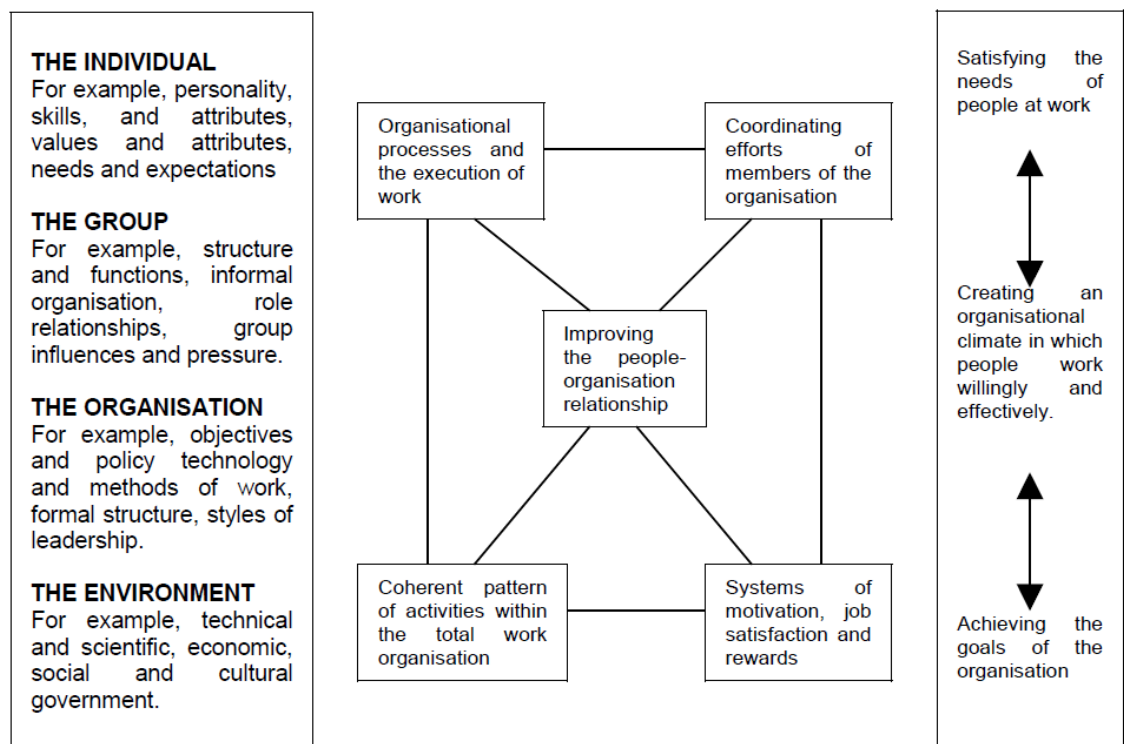 THE INDIVIDUAL
For example, personality,
skills, and attributes,
values and attributes,
needs and expectations
THE GROUP
For example, structure
and functions, informal
organisation, role
relationships, group
influences and pressure.
THE ORGANISATION
For example, objectives
and policy technology
and methods of work,
formal structure, styles of
leadership.
THE ENVIRONMENT
For example, technical
and scientific, economic,
social and cultural
government.
Organisational
processes and
the execution of
work
Coordinating
efforts of
members of the
organisation
Improving
the people-
organisation
relationship
Coherent pattern
of activities within
the total work
organisation
Systems of
motivation, job
satisfaction and
rewards
Satisfying the
needs of
people at work
Creating an
organisational
climate in which
people work
willingly and
effectively.
Achieving the
goals of the
organisation